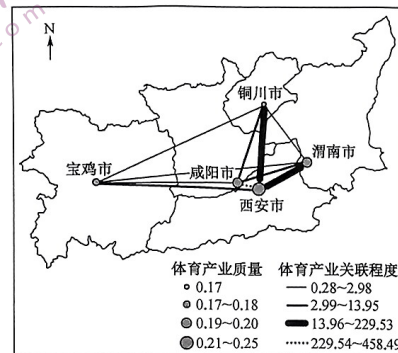 com
N
铜川市
渭南市
宝鸡市
咸阳市
西安市
体育产业质量 体育产业关联程度
0.17 0.28~2.98
0.17~0.18 2.99~13.95
0.19~0.20 13.96~229.53
0.21~0.25 229.54~458.49